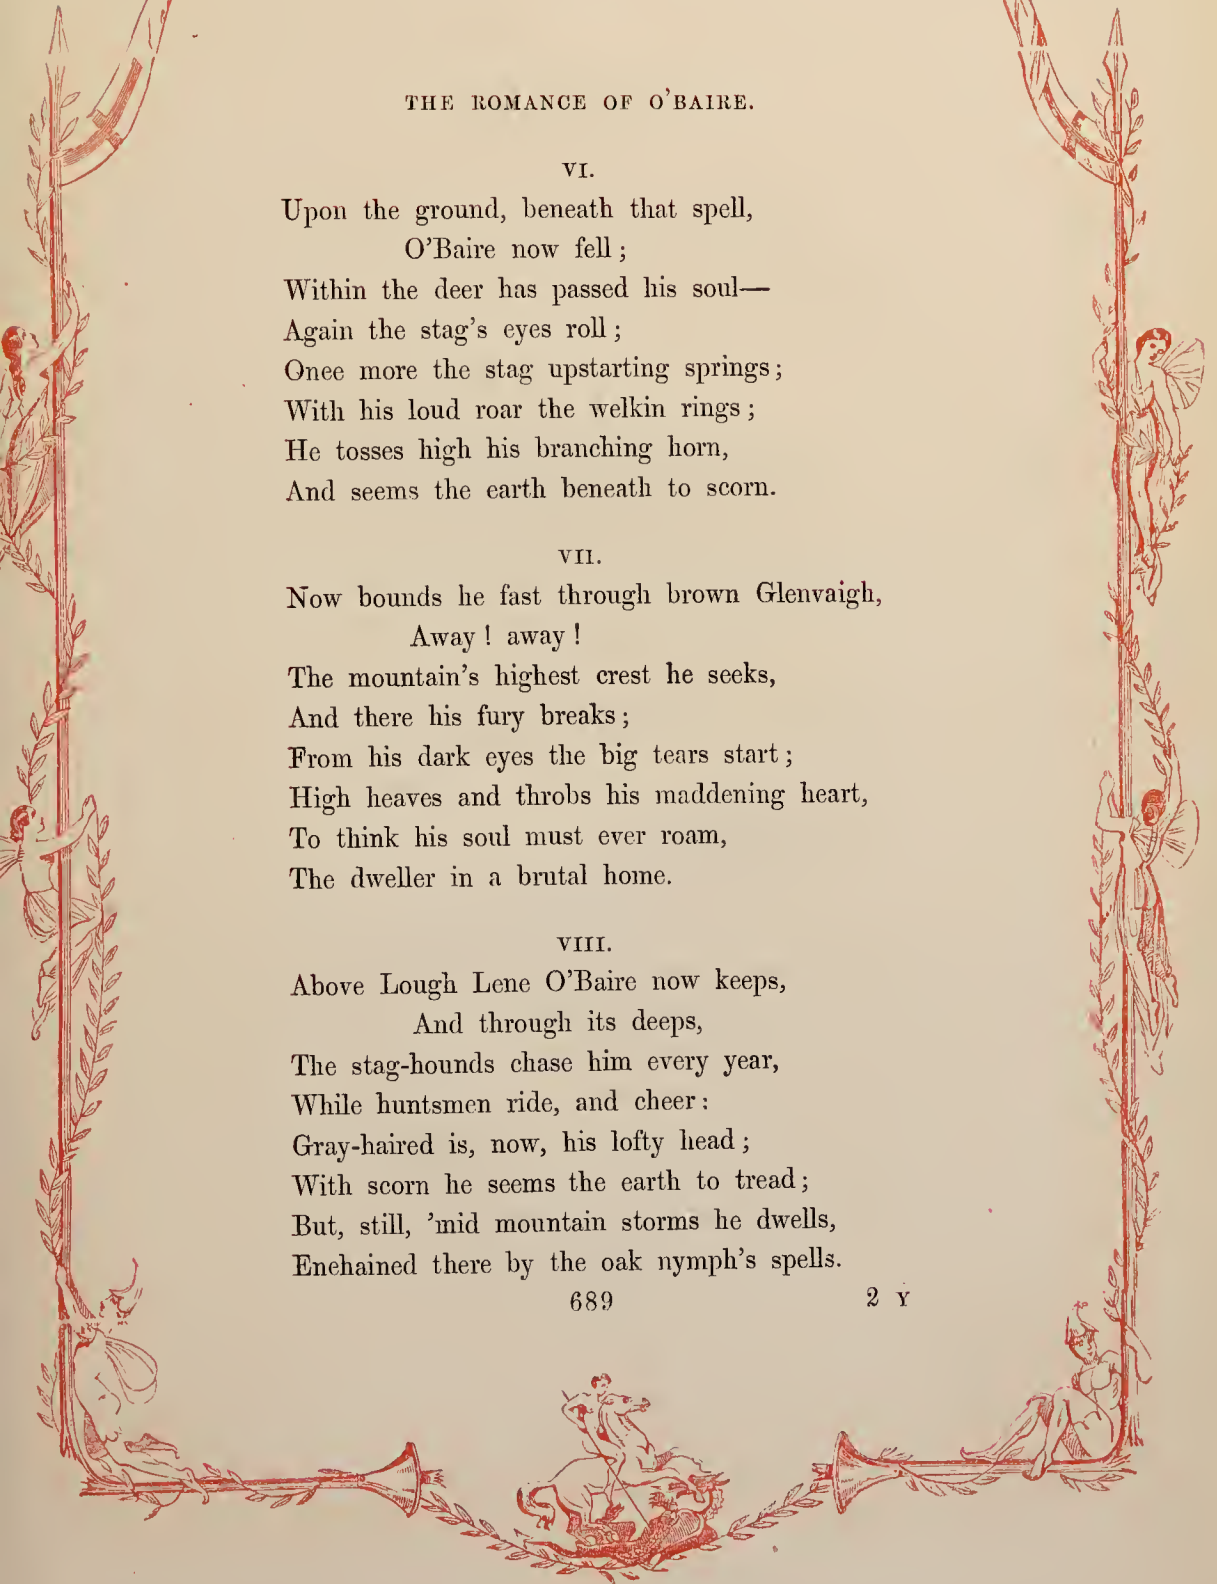 THE ROMANCE OF O'BAIRE.
VI.
Upon the ground, beneath that spell,
O'Baire now fell;
Within the deer has passed his soul—
Again the stag's eyes roll;
Onee more the stag upstarting springs;
With his loud roar the welkin rings;
He tosses high his branching horn,
And seems the earth beneath to scorn.
VII.
Now bounds he fast through brown Glenvaigh,
Away! away!
The mountain's highest crest he seeks,
And there his fury breaks;
From his dark eyes the big tears start;
High heaves and throbs his maddening heart,
To think his soul must ever roam,
The dweller in a brutal home.
VIII.
Above Lough Lene O'Baire now keeps,
And through its deeps,
The stag-hounds chase him every year,
While huntsmen ride, and cheer:
Gray-haired is, now, his lofty head;
With scorn he seems the earth to tread;
But, still, 'mid mountain storms he dwells,
Enehained there by the oak nymph's spells.
689 2 Y